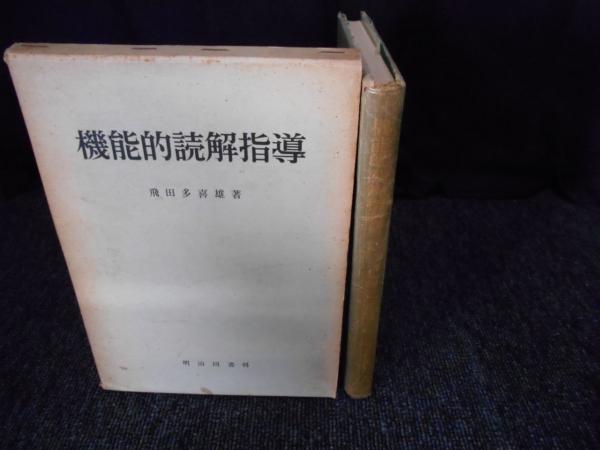 機能的読解指導
飛田多喜雄著
明治図書刊